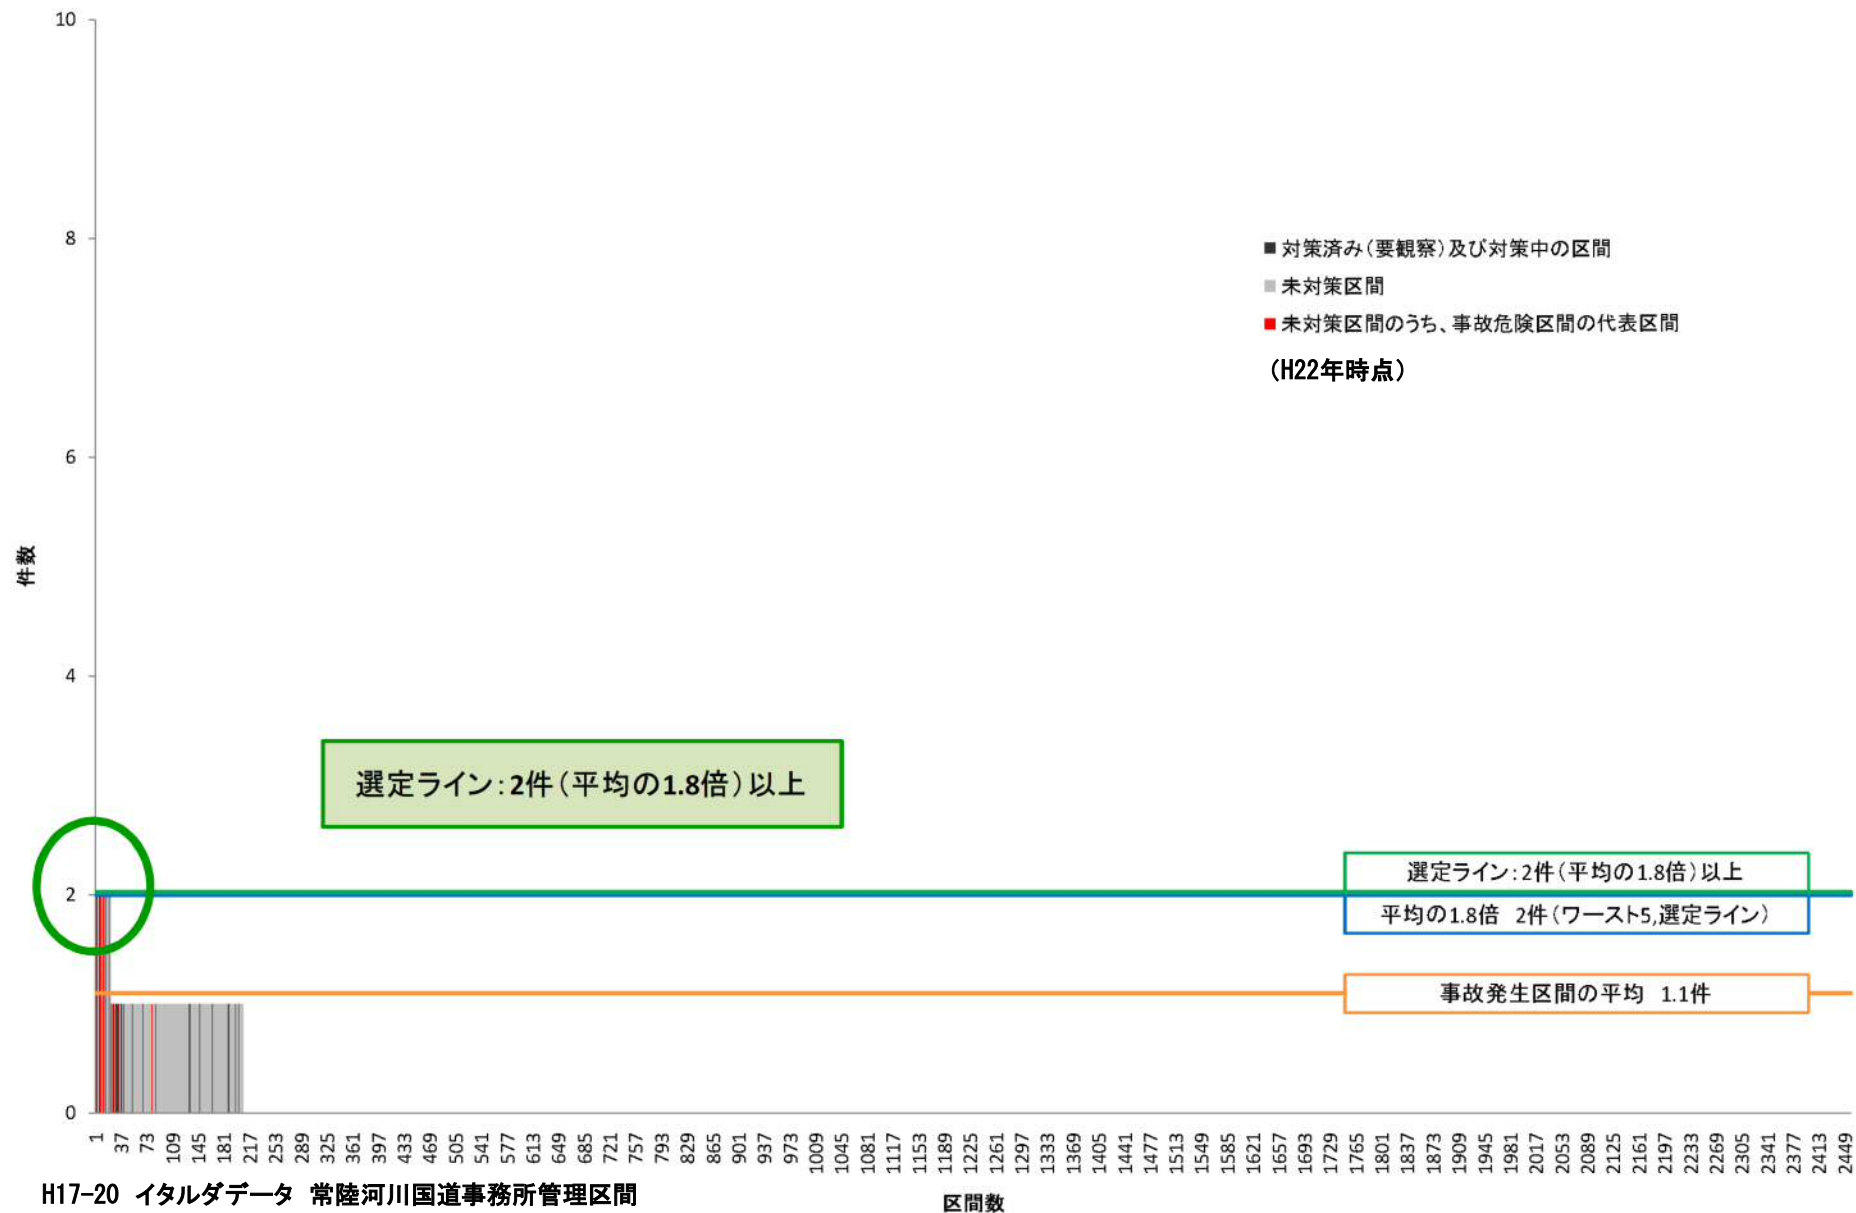 10
8
6
4
2
0
件数
■対策済み（要観察）及び対策中の区間
■未対策区間
■未対策区間のうち、事故危険区間の代表区間
（H22年時点）
選定ライン：2件（平均の1.8倍）以上
選定ライン：2件（平均の1.8倍）以上
平均の1.8倍 2件（ワースト5,選定ライン）
事故発生区間の平均 1.1件
1 37 73 109 145 181 217 253 289 325 361 397 433 469 505 541 577 613 649 685 721 757 793 829 865 901 937 973 1009 1045 1081 1117 1153 1189 1225 1261 1297 1333 1369 1405 1441 1477 1513 1549 1585 1621 1657 1693 1729 1765 1801 1837 1873 1909 1945 1981 2017 2053 2089 2125 2161 2197 2233 2269 2305 2341 2377 2413 2449
H17-20 イタルダデータ 常陸河川国道事務所管理区間
区間数